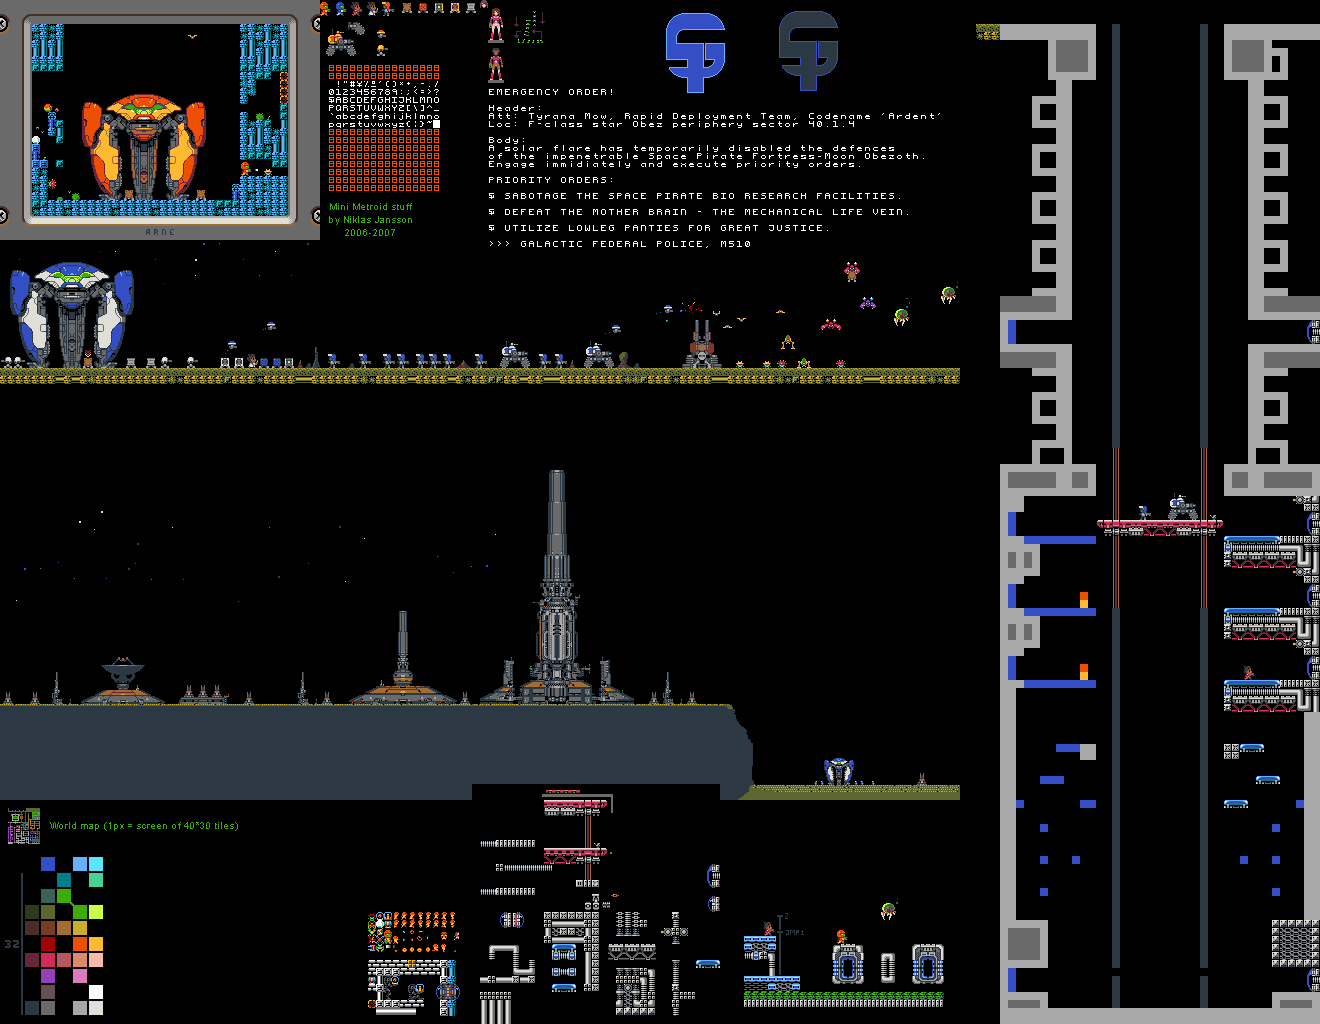 ARNE
!"#¥%º'()×+,-./
0123456789:;<=>?
ABCDEFGHIJKLMNO
PQRSTUVWXYZ[\]^_
`abcdefghijklmno
pqrstuvwxyz{¦}~
Mini Metroid stuff
by Niklas Jansson
2006-2007
EMERGENCY ORDER!
Header:
Att: Tyrana Mov, Rapid Deployment Team, Codename 'Ardent'
Loc: F-class star Obez periphery sector 40.1.4
Body:
A solar flare has temporarily disabled the defences
of the impenetrable Space Pirate Fortress-Moon Obezoth.
Engage immidiately and execute priority orders.
PRIORITY ORDERS:
SABOTAGE THE SPACE PIRATE BIO RESEARCH FACILITIES.
DEFEAT THE MOTHER BRAIN - THE MECHANICAL LIFE VEIN.
UTILIZE LOWLEG PANTIES FOR GREAT JUSTICE.
>>> GALACTIC FEDERAL POLICE, M510
World map (1px = screen of 40*30 tiles)
32
2
JMP1